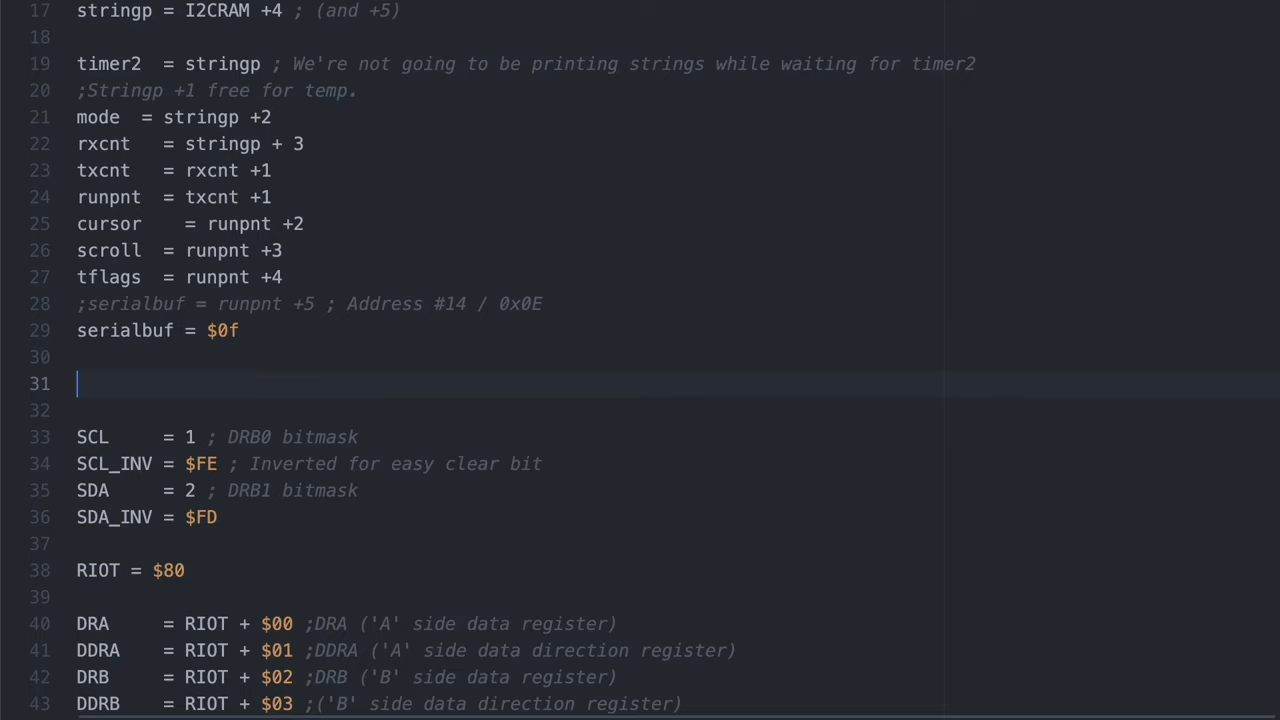 17 stringp = I2CRAM +4 ; (and +5)
18
19 timer2  = stringp ; We're not going to be printing strings while waiting for timer2
20 ;Stringp +1 free for temp.
21 mode  = stringp +2
22 rxcnt   = stringp + 3
23 txcnt   = rxcnt +1
24 runpnt  = txcnt +1
25 cursor    = runpnt +2
26 scroll  = runpnt +3
27 tflags  = runpnt +4
28 ;serialbuf = runpnt +5 ; Address #14 / 0x0E
29 serialbuf = $0f
30
31
32
33 SCL     = 1 ; DRB0 bitmask
34 SCL_INV = $FE ; Inverted for easy clear bit
35 SDA     = 2 ; DRB1 bitmask
36 SDA_INV = $FD
37
38 RIOT = $80
39
40 DRA     = RIOT + $00 ;DRA ('A' side data register)
41 DDRA    = RIOT + $01 ;DDRA ('A' side data direction register)
42 DRB     = RIOT + $02 ;DRB ('B' side data register)
43 DDRB    = RIOT + $03 ;('B' side data direction register)